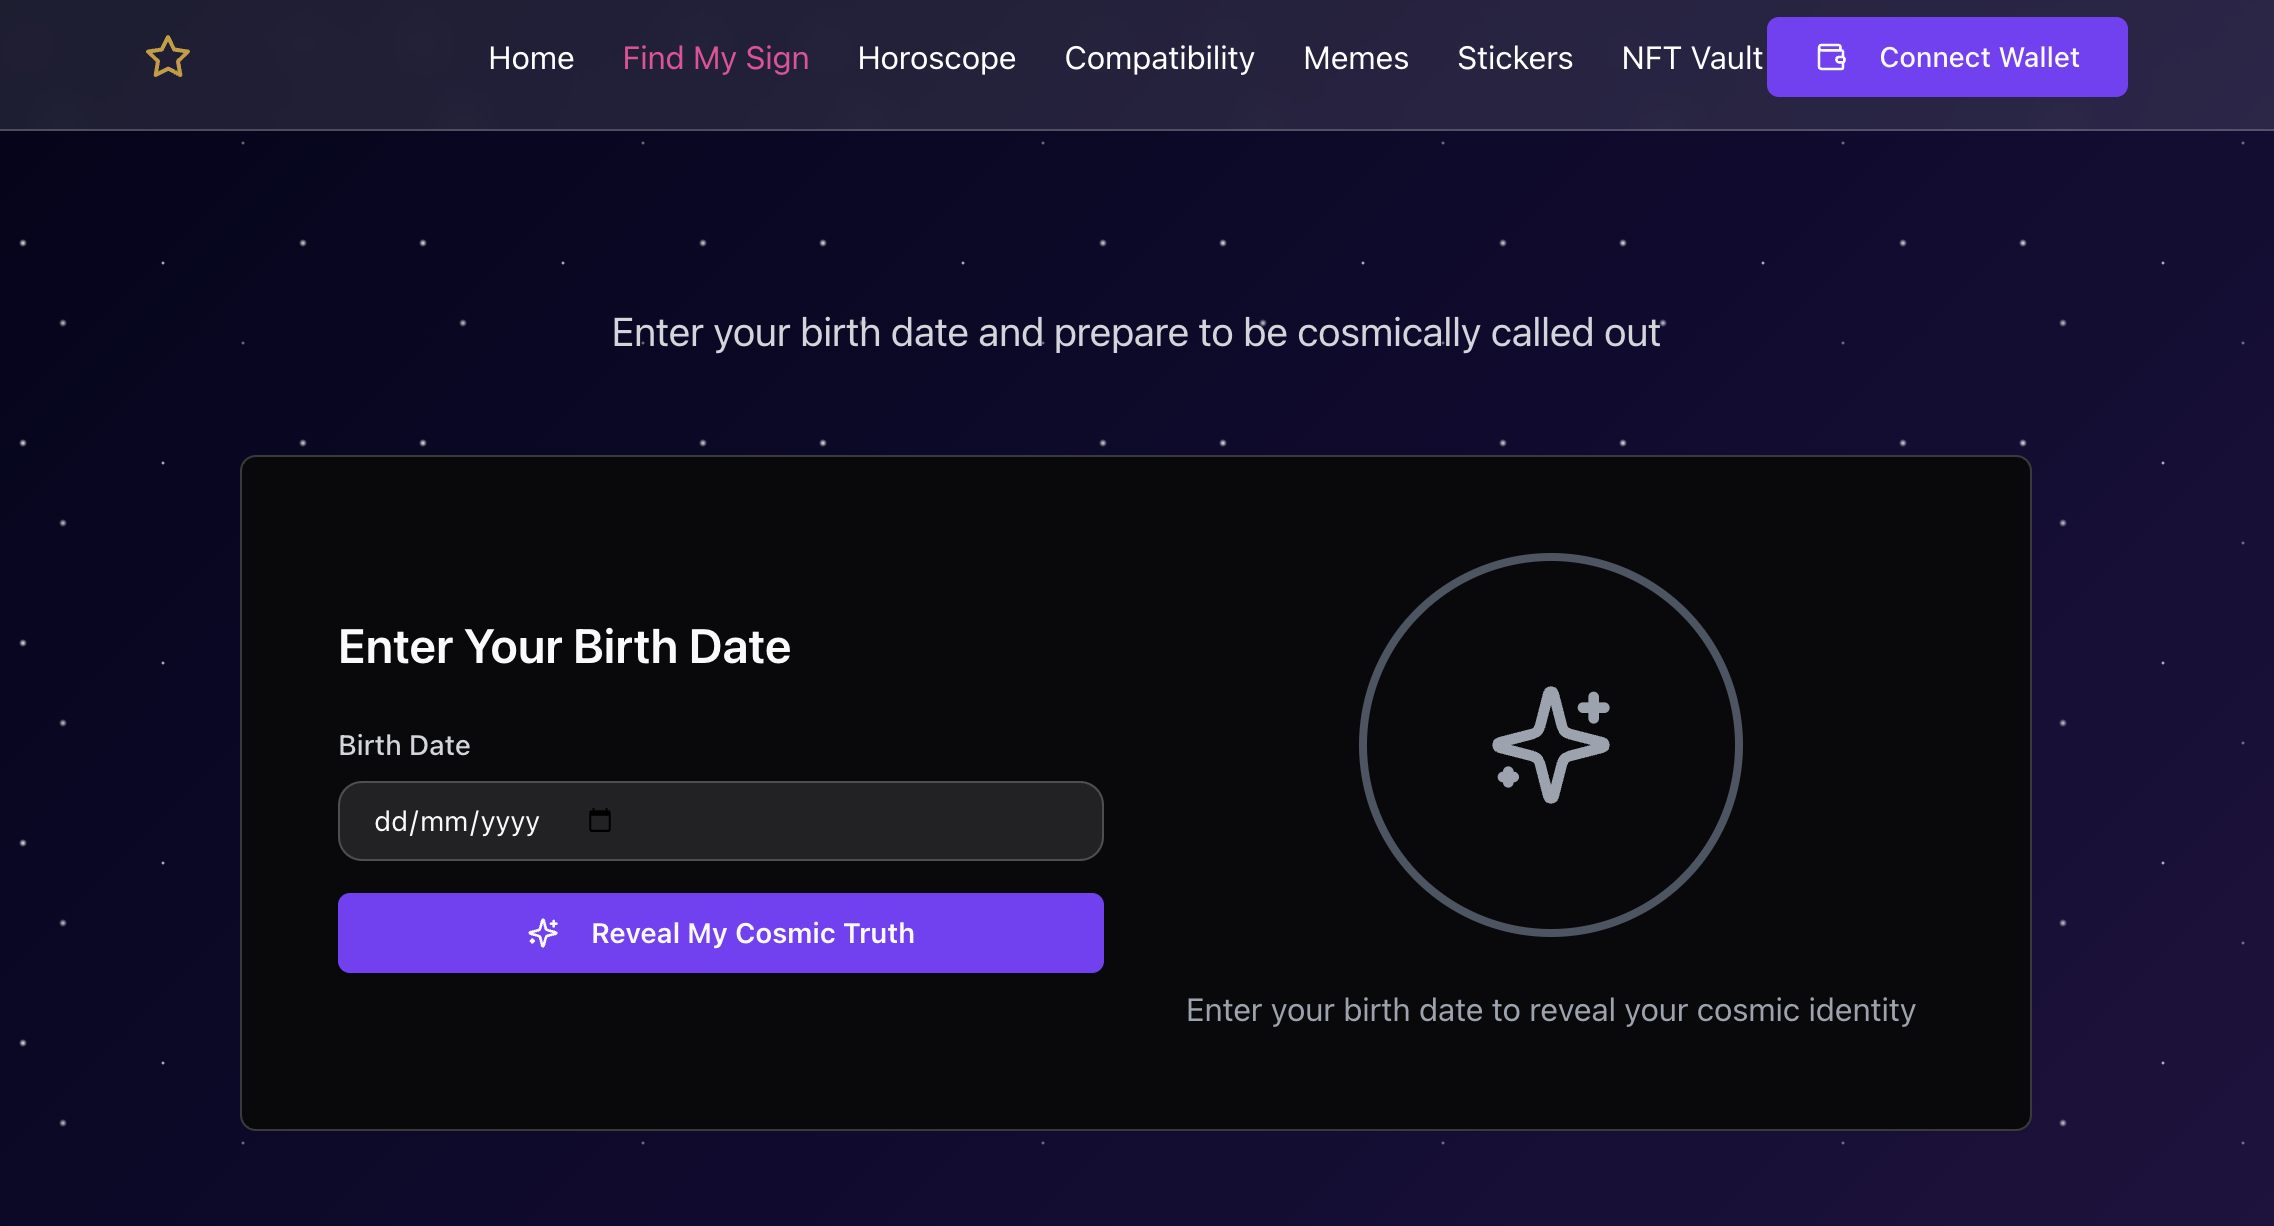 Home Find My Sign Horoscope Compatibility Memes Stickers NFT Vault Connect Wallet
Enter your birth date and prepare to be cosmically called out
Enter Your Birth Date
Birth Date
dd/mm/yyyy
Reveal My Cosmic Truth
Enter your birth date to reveal your cosmic identity